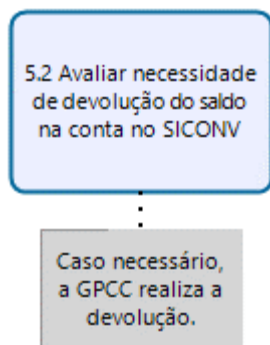 5.2 Avaliar necessidade
de devolução do saldo
na conta no SICONV
Caso necessário,
a GPCC realiza a
devolução.